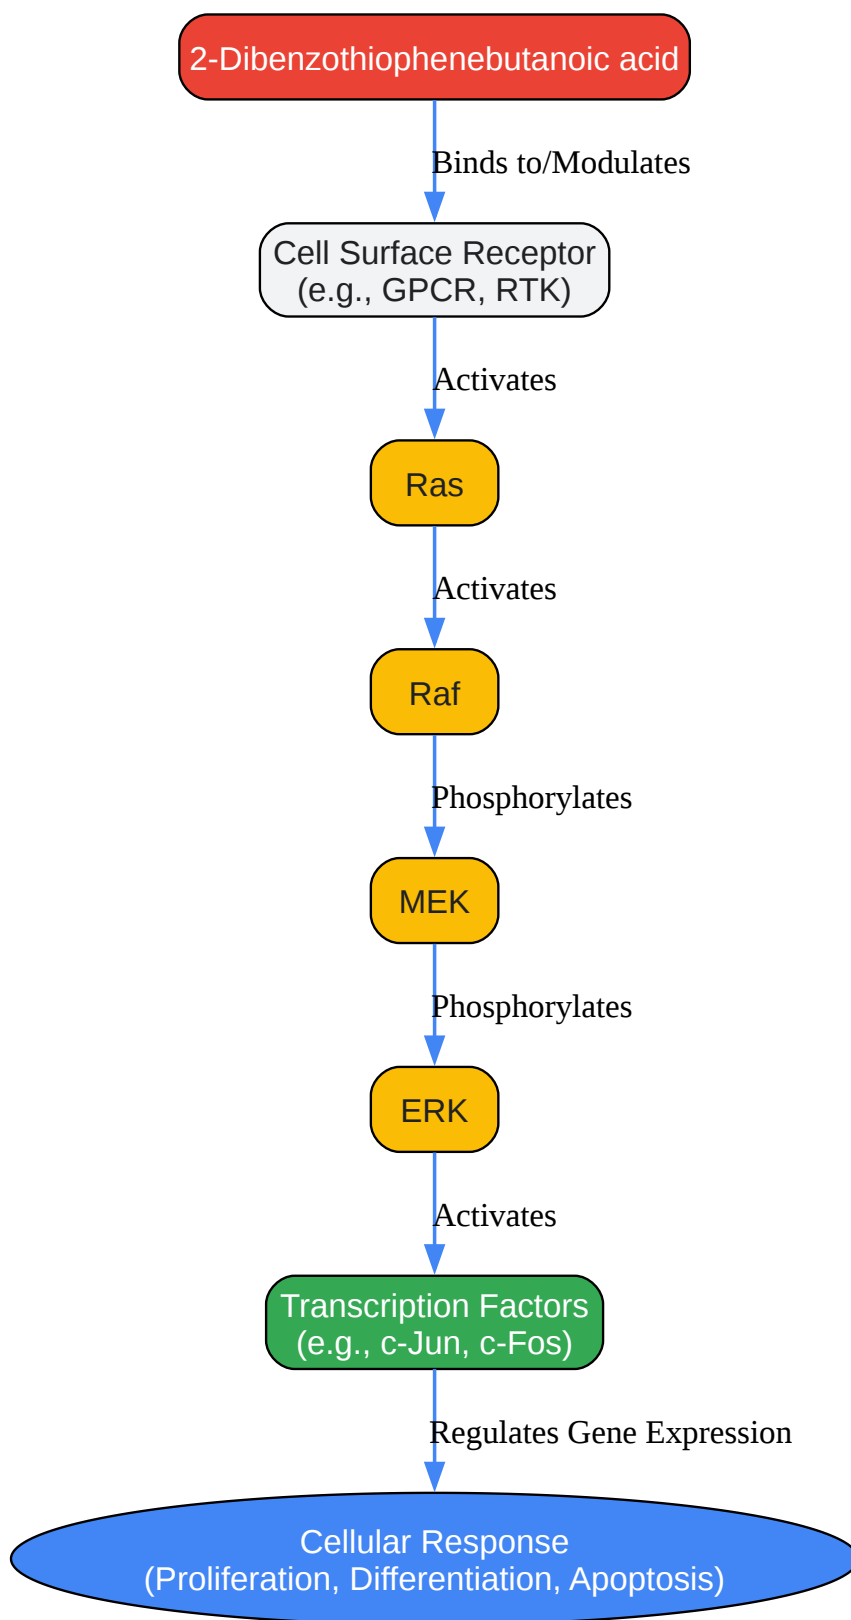 2-Dibenzothiophenebutanoic acid
Binds to/Modulates
Cell Surface Receptor
(e.g., GPCR, RTK)
Activates
Ras
Activates
Raf
Phosphorylates
MEK
Phosphorylates
ERK
Activates
Transcription Factors
(e.g., c-Jun, c-Fos)
Regulates Gene Expression
Cellular Response
(Proliferation, Differentiation, Apoptosis)